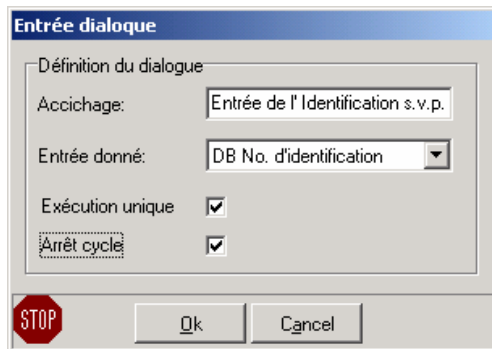 Entrée dialoque
Définition du dialogue
Accichage: Entrée de l' Identification s.v.p.
Entrée donné: DB No. d'identification
Exécution unique
Arrêt cycle
STOP Ok Cancel